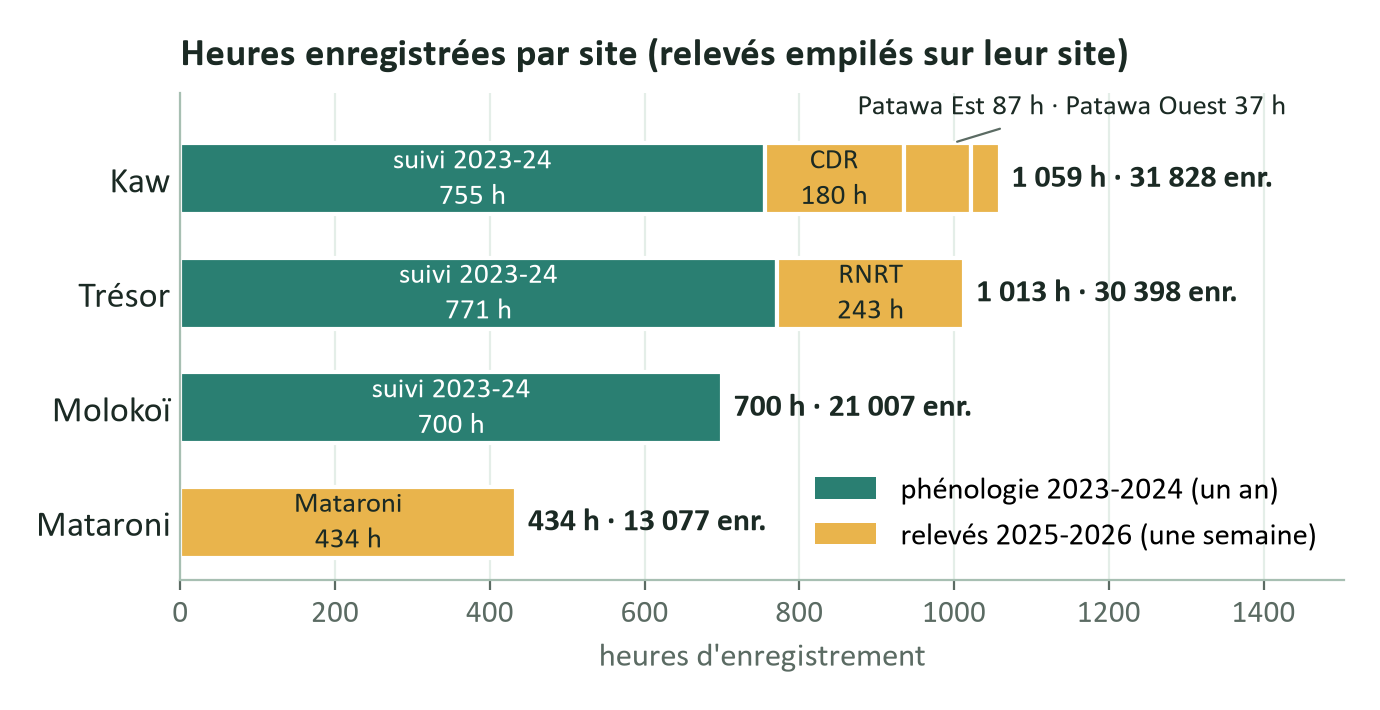 Heures enregistrées par site (relevés empilés sur leur site)
Patawa Est 87 h · Patawa Ouest 37 h
Kaw
suivi 2023-24
755 h
CDR
180 h
1 059 h · 31 828 enr.
Trésor
suivi 2023-24
771 h
RNRT
243 h
1 013 h · 30 398 enr.
Molokoï
suivi 2023-24
700 h
700 h · 21 007 enr.
Mataroni
Mataroni
434 h
434 h · 13 077 enr.
phénologie 2023-2024 (un an)
relevés 2025-2026 (une semaine)
0 200 400 600 800 1000 1200 1400
heures d'enregistrement